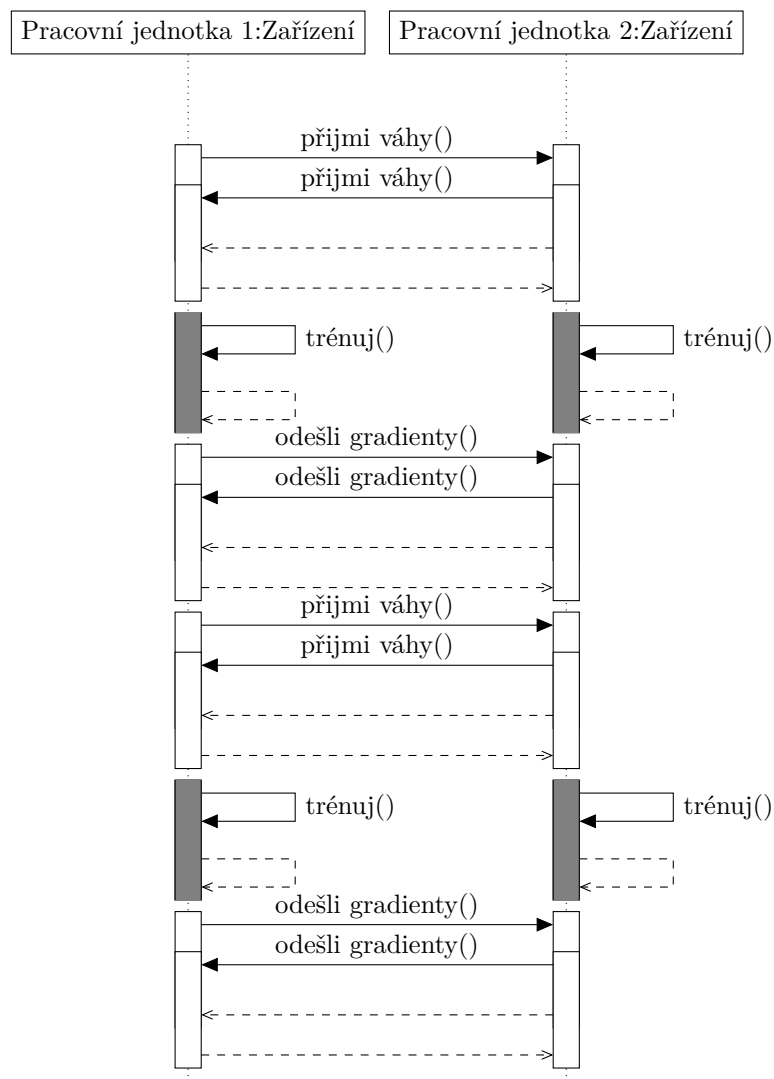 Pracovní jednotka 1:Zařízení
Pracovní jednotka 2:Zařízení
přijmi váhy()
přijmi váhy()
trénuj()
trénuj()
odešli gradienty()
odešli gradienty()
přijmi váhy()
přijmi váhy()
trénuj()
trénuj()
odešli gradienty()
odešli gradienty()